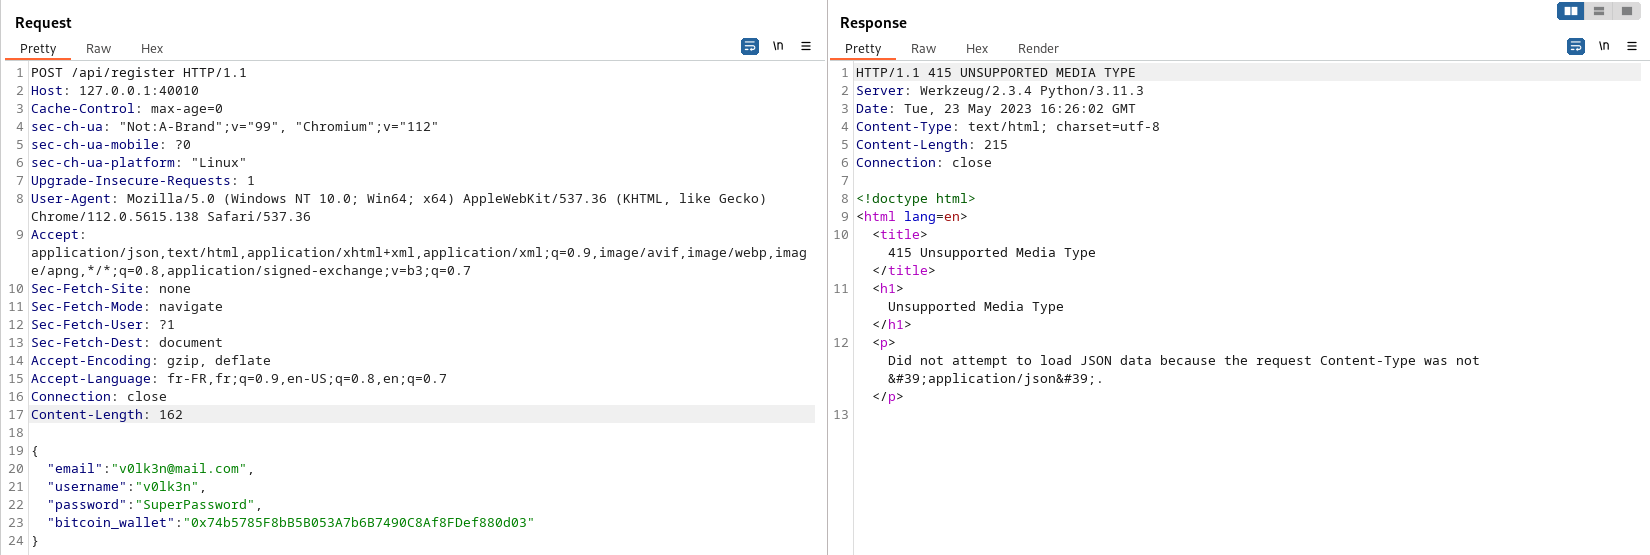 Request
Pretty Raw Hex \n
1 POST /api/register HTTP/1.1
2 Host: 127.0.0.1:40010
3 Cache-Control: max-age=0
4 sec-ch-ua: "Not:A-Brand";v="99", "Chromium";v="112"
5 sec-ch-ua-mobile: ?0
6 sec-ch-ua-platform: "Linux"
7 Upgrade-Insecure-Requests: 1
8 User-Agent: Mozilla/5.0 (Windows NT 10.0; Win64; x64) AppleWebKit/537.36 (KHTML, like Gecko)
Chrome/112.0.5615.138 Safari/537.36
9 Accept:
application/json,text/html,application/xhtml+xml,application/xml;q=0.9,image/avif,image/webp,imag
e/apng,*/*;q=0.8,application/signed-exchange;v=b3;q=0.7
10 Sec-Fetch-Site: none
11 Sec-Fetch-Mode: navigate
12 Sec-Fetch-User: ?1
13 Sec-Fetch-Dest: document
14 Accept-Encoding: gzip, deflate
15 Accept-Language: fr-FR,fr;q=0.9,en-US;q=0.8,en;q=0.7
16 Connection: close
17 Content-Length: 162
18
19 {
20 "email":"v0lk3n@mail.com",
21 "username":"v0lk3n",
22 "password":"SuperPassword",
23 "bitcoin_wallet":"0x74b5785F8bB5B053A7b6B7490C8Af8FDef880d03"
24 }
Response
Pretty Raw Hex Render \n
1 HTTP/1.1 415 UNSUPPORTED MEDIA TYPE
2 Server: Werkzeug/2.3.4 Python/3.11.3
3 Date: Tue, 23 May 2023 16:26:02 GMT
4 Content-Type: text/html; charset=utf-8
5 Content-Length: 215
6 Connection: close
7
8 <!doctype html>
9 <html lang=en>
10 <title>
415 Unsupported Media Type
</title>
11 <h1>
Unsupported Media Type
</h1>
12 <p>
Did not attempt to load JSON data because the request Content-Type was not
&#39;application/json&#39;.
</p>
13